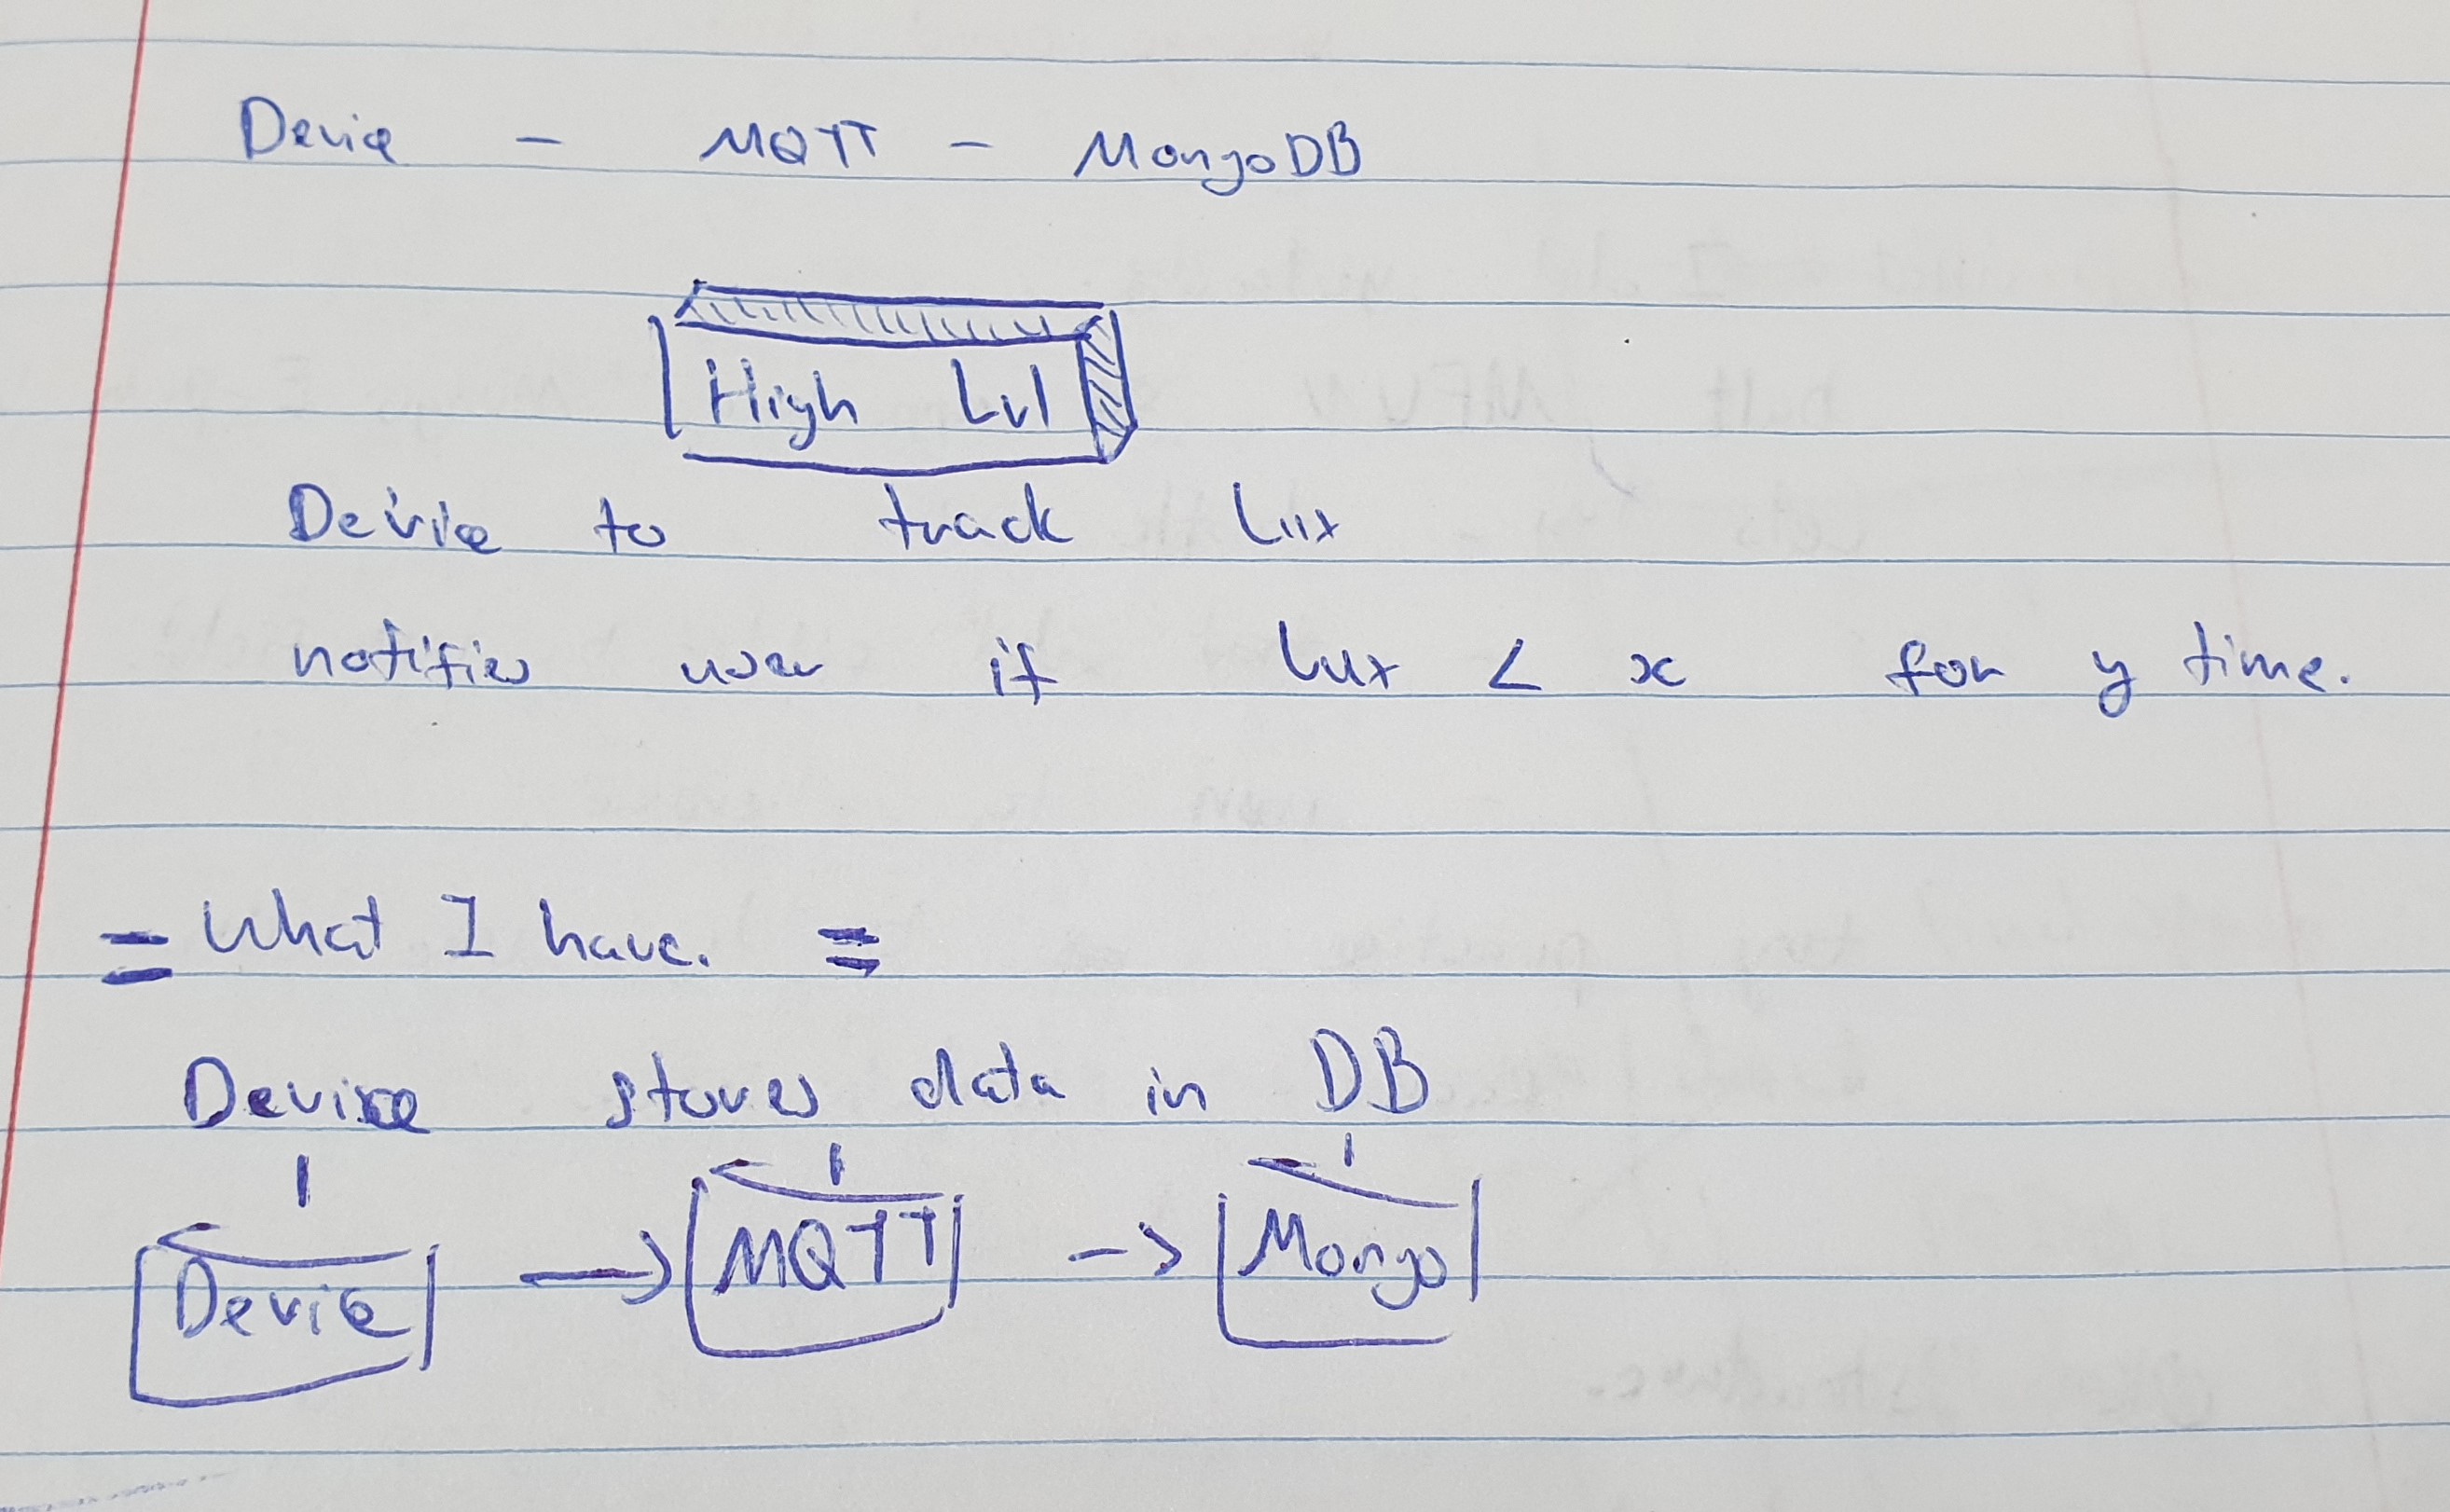 Device - MQTT - MongoDB
High Lvl
Device to track Lux
notifies user if Lux < x for y time.
= What I have. =
Device stores data in DB
Device -> MQTT -> Mongo